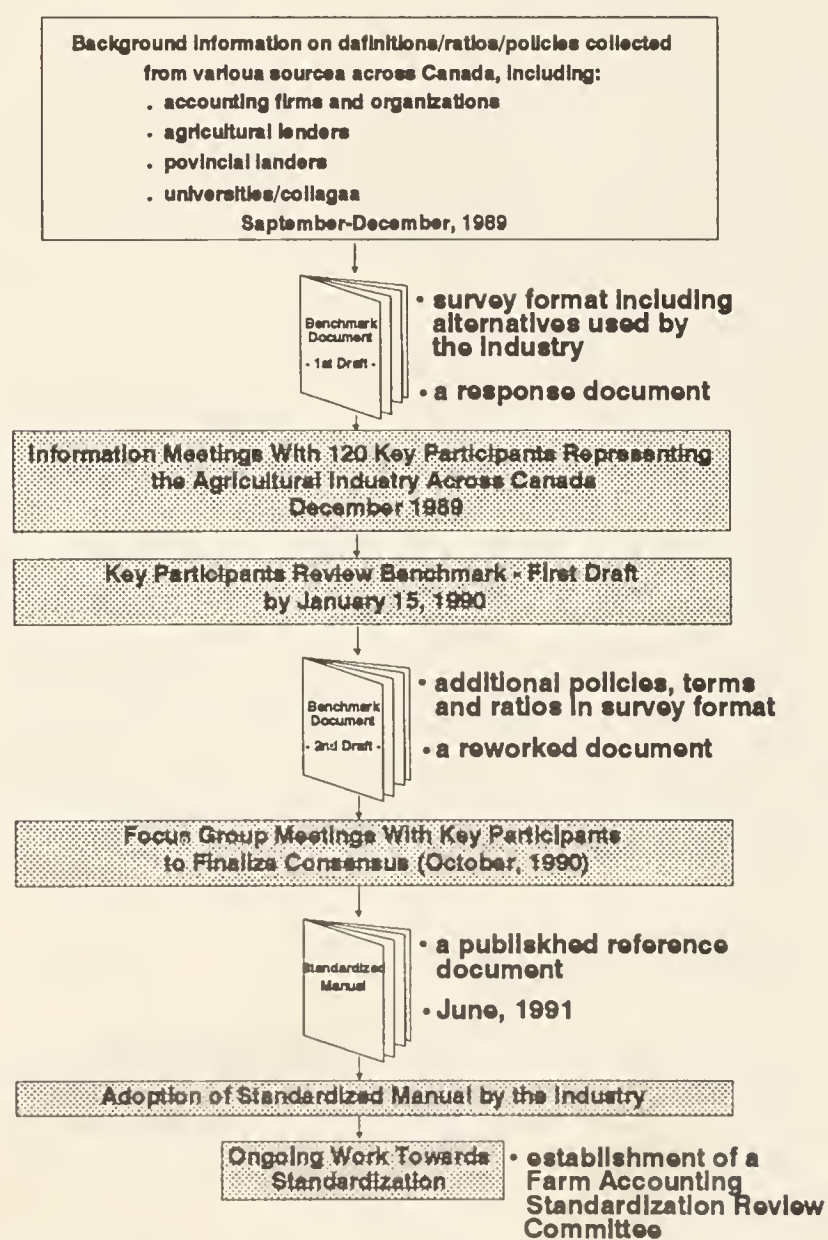 Background Information on dafinitions/ratios/policies collected
from varioua sourcea across Canada, including:
. accounting firms and organizations
. agricultural lenders
. povincial landers
. universities/collagaa
Saptamber-December, 1989
Benchmark
Document
- 1st Draft -
• survey format including
alternatives used by
the industry
• a response document
Information Meetings With 120 Key Participants Representing
the Agricultural Industry Across Canada
December 1989
Key Participants Review Benchmark - First Draft
by January 15, 1990
Benchmark
Document
- 2nd Draft -
• additional policies, terms
and ratios in survey format
• a reworked document
Focus Group Meetings With Key Participants
to Finaliza Consensus (October, 1990)
Standardized
Manual
• a publiskhed reference
document
• June, 1991
Adoption of Standardized Manual by the Industry
Ongoing Work Towards
Standardization
• establishment of a
Farm Accounting
Standardization Review
Committee